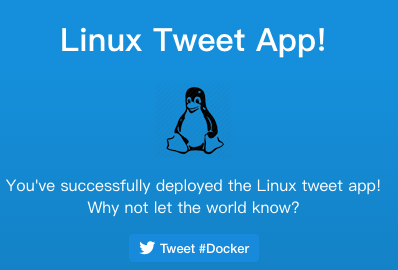 Linux Tweet App!
You've successfully deployed the Linux tweet app!
Why not let the world know?
Tweet #Docker